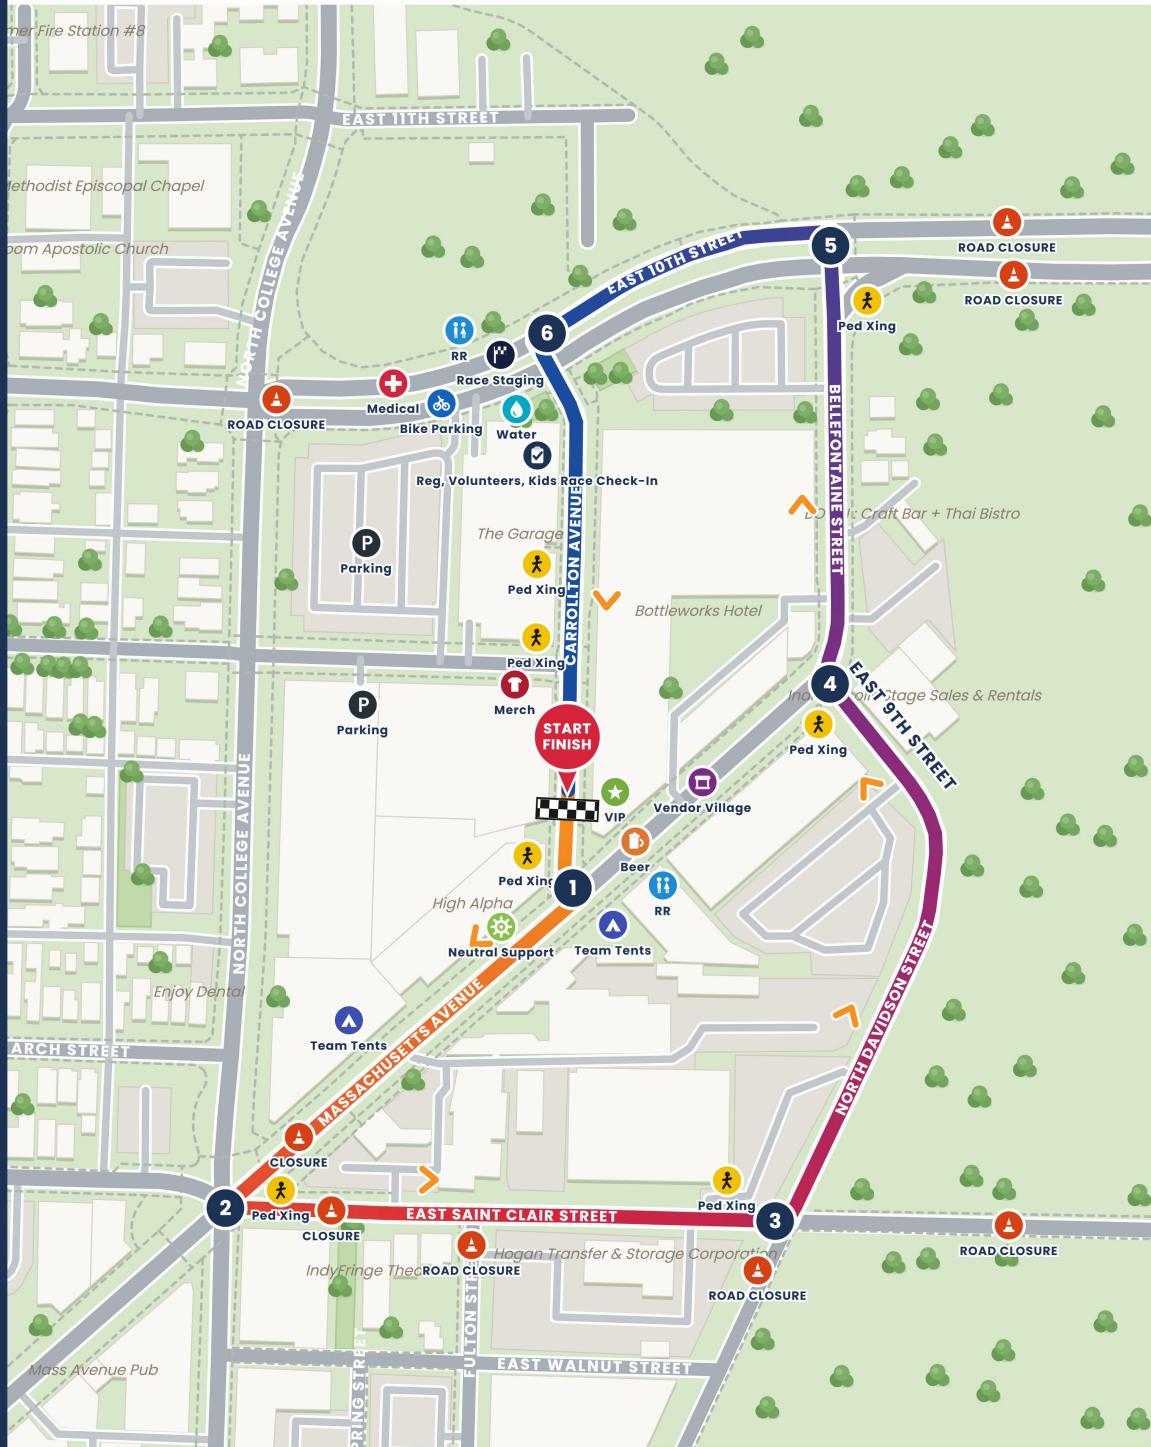 mer Fire Station #8
EAST 11TH STREET
ethodist Episcopal Chapel
NORTH COLLEGE AVENUE
oom Apostolic Church
EAST 10TH STREET
5
ROAD CLOSURE
ROAD CLOSURE
Ped Xing
6
RR
Race Staging
Medical
Bike Parking
Water
ROAD CLOSURE
Reg, Volunteers, Kids Race Check-In
BELLEFONTAINE STREET
Craft Bar + Thai Bistro
The Garage
P
Parking
Ped Xing
CARROLLTON AVENUE
Bottleworks Hotel
Ped Xing
Merch
P
Parking
4
Stage Sales & Rentals
EAST 9TH STREET
Ped Xing
START
FINISH
VIP
Vendor Village
Beer
Ped Xing
1
RR
High Alpha
Neutral Support
Team Tents
NORTH COLLEGE AVENUE
Enjoy Dental
Team Tents
MASSACHUSETTS AVENUE
NORTH DAVIDSON STREET
ARCH STREET
CLOSURE
2
Ped Xing
CLOSURE
EAST SAINT CLAIR STREET
Ped Xing
3
ROAD CLOSURE
Hogan Transfer & Storage Corporation
IndyFringe Thea
ROAD CLOSURE
ROAD CLOSURE
FULTON ST
EAST WALNUT STREET
PRING STREET
Mass Avenue Pub